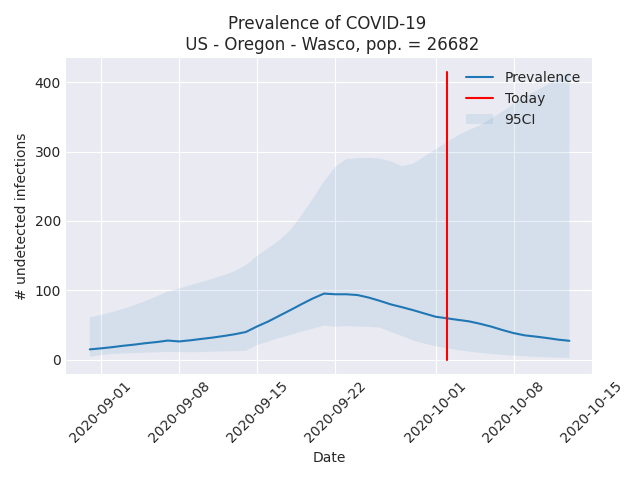 Prevalence of COVID-19
US - Oregon - Wasco, pop. = 26682
400
300
200
100
0
# undetected infections
Prevalence
Today
95CI
2020-09-01
2020-09-08
2020-09-15
2020-09-22
2020-10-01
2020-10-08
2020-10-15
Date